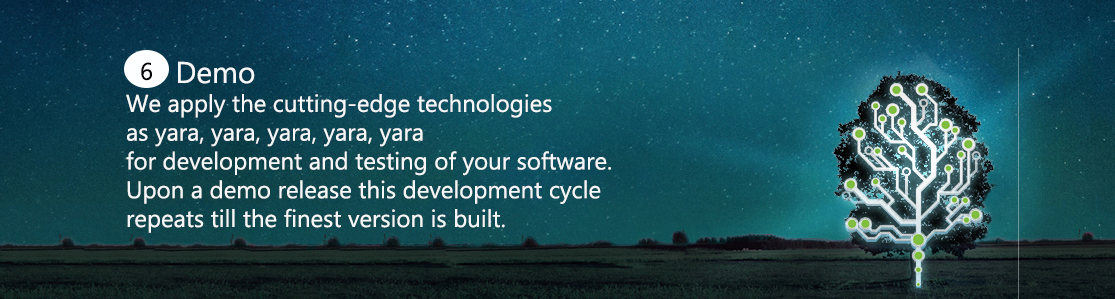 6 Demo
We apply the cutting-edge technologies
as yara, yara, yara, yara, yara
for development and testing of your software.
Upon a demo release this development cycle
repeats till the finest version is built.